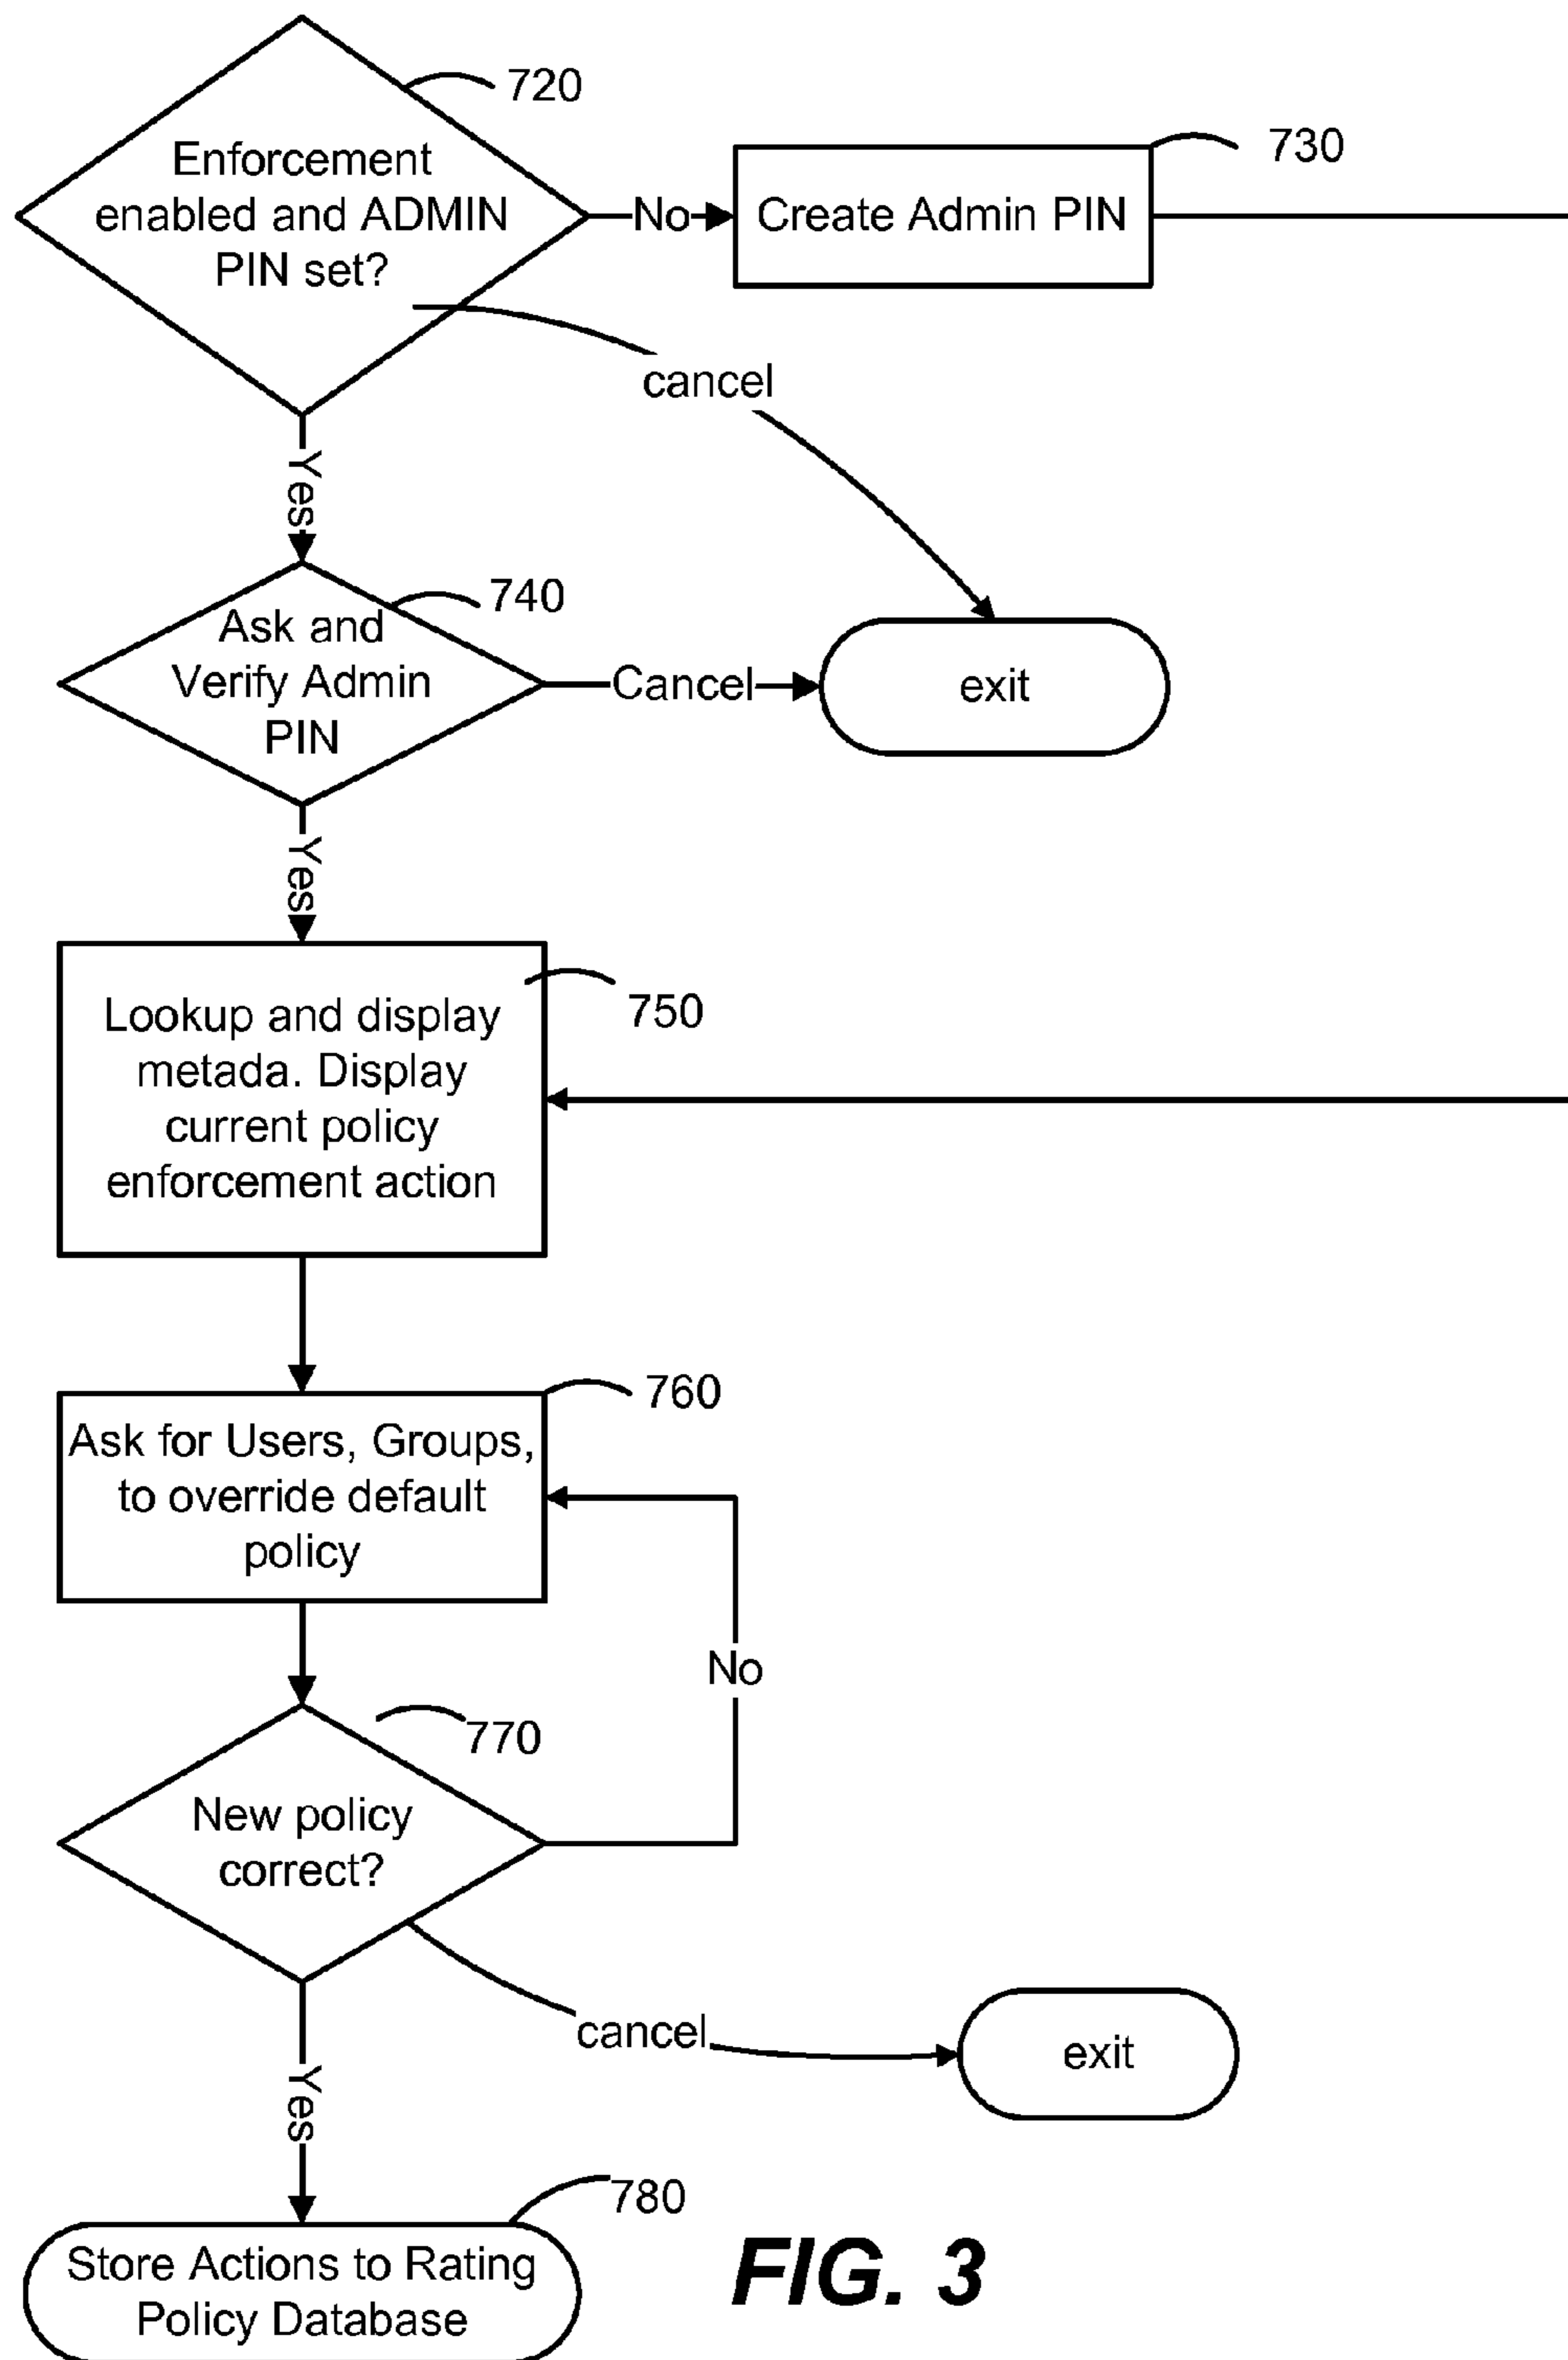 720
Enforcement
enabled and ADMIN
PIN set?
No
730
Create Admin PIN
cancel
Yes
740
Ask and
Verify Admin
PIN
Cancel
exit
Yes
750
Lookup and display
metada. Display
current policy
enforcement action
760
Ask for Users, Groups,
to override default
policy
No
770
New policy
correct?
cancel
exit
Yes
780
Store Actions to Rating
Policy Database
FIG. 3